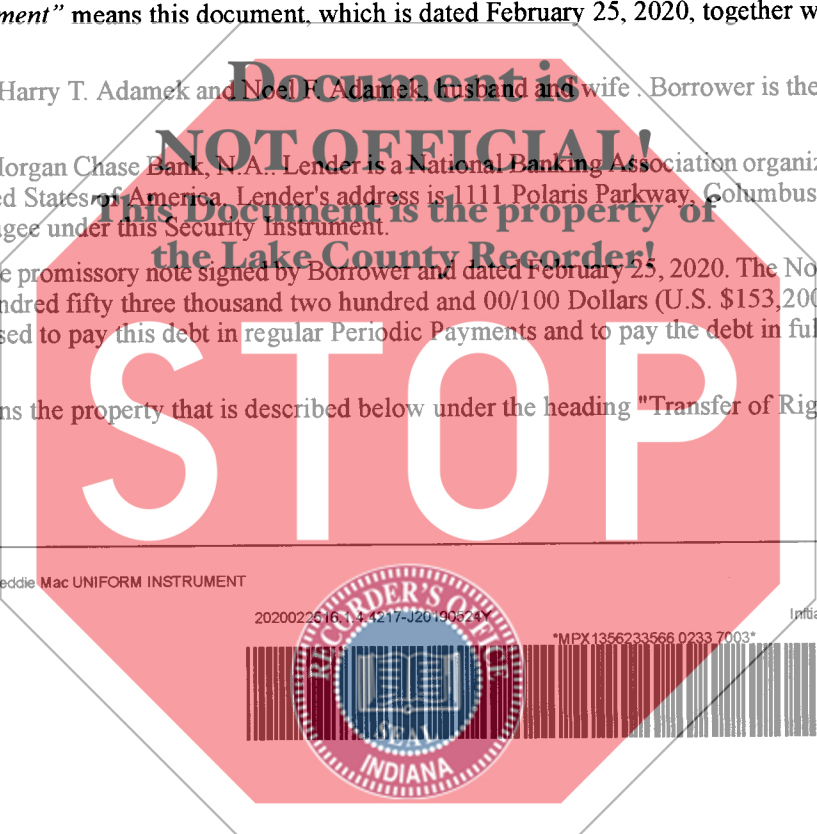 ment” means this document, which is dated February 25, 2020, together w
Document is
Harry T. Adamek and Noel F. Adamek, husband and wife . Borrower is the
NOT OFFICIAL!
Morgan Chase Bank, N.A.. Lender is a National Banking Association organiz
ed States of America. Lender's address is 1111 Polaris Parkway, Columbus
This Document is the property of
gee under this Security Instrument.
the Lake County Recorder!
e promissory note signed by Borrower and dated February 25, 2020. The No
ndred fifty three thousand two hundred and 00/100 Dollars (U.S. $153,200
sed to pay this debt in regular Periodic Payments and to pay the debt in ful
STOP
ns the property that is described below under the heading "Transfer of Rig
eddie Mac UNIFORM INSTRUMENT
2020022516.1.4.4217-J20190524Y
Initia
*MPX1356233566 0233 7003*
RECORDER'S OFFICE
SEAL
INDIANA